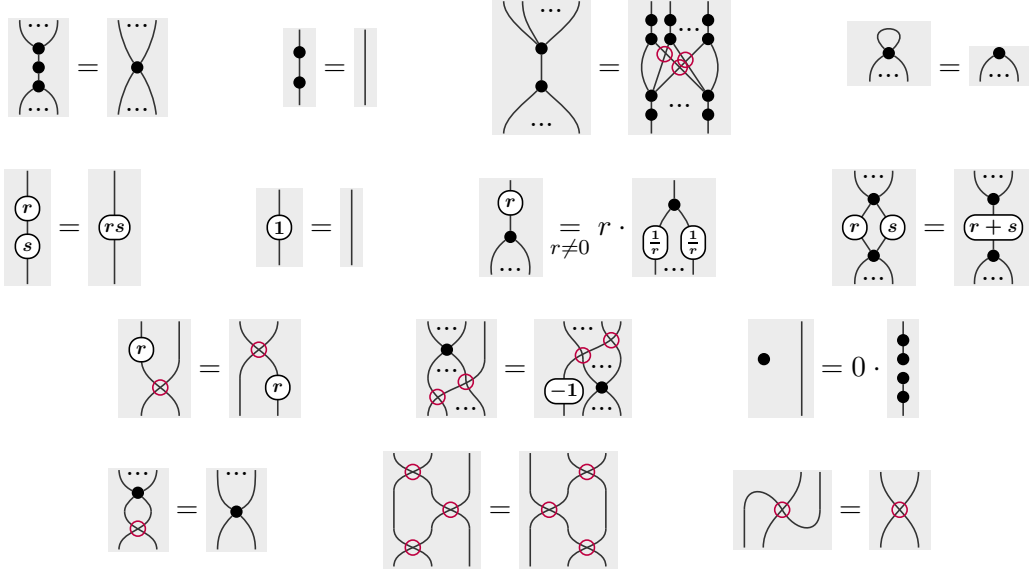 ... = ... = ... ... = ... ... ... = ...
r s = rs 1 = r ... = r≠0 r · 1/r 1/r ... ... r s ... = ... r + s ...
r = r ... ... ... = ... ... −1 ... = 0 ·
... = ... = =